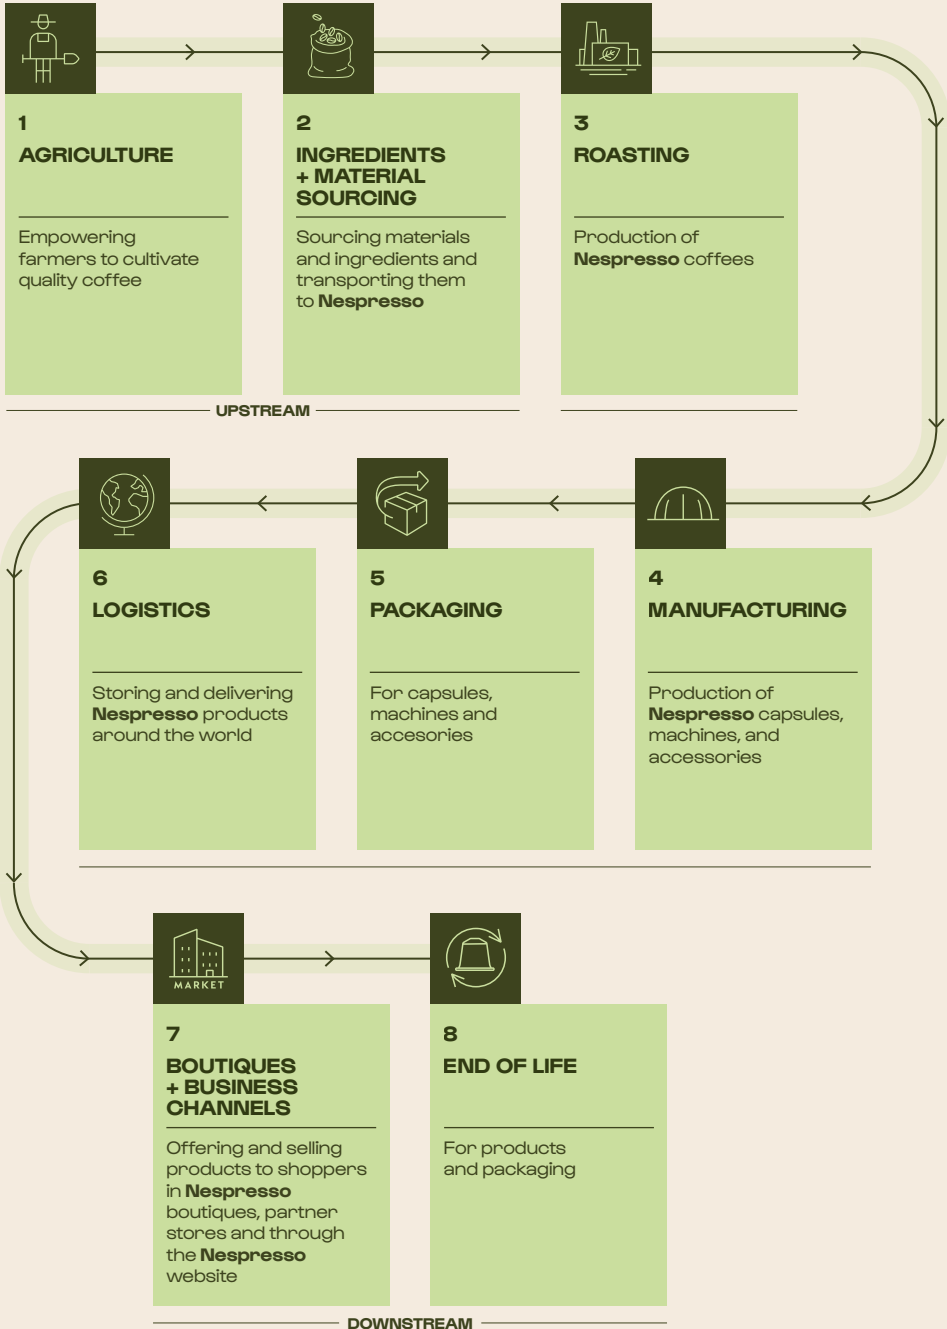 1
AGRICULTURE
Empowering
farmers to cultivate
quality coffee
2
INGREDIENTS
+ MATERIAL
SOURCING
Sourcing materials
and ingredients and
transporting them
to Nespresso
3
ROASTING
Production of
Nespresso coffees
UPSTREAM
4
MANUFACTURING
Production of
Nespresso capsules,
machines, and
accessories
5
PACKAGING
For capsules,
machines and
accesories
6
LOGISTICS
Storing and delivering
Nespresso products
around the world
MARKET
7
BOUTIQUES
+ BUSINESS
CHANNELS
Offering and selling
products to shoppers
in Nespresso
boutiques, partner
stores and through
the Nespresso
website
8
END OF LIFE
For products
and packaging
DOWNSTREAM